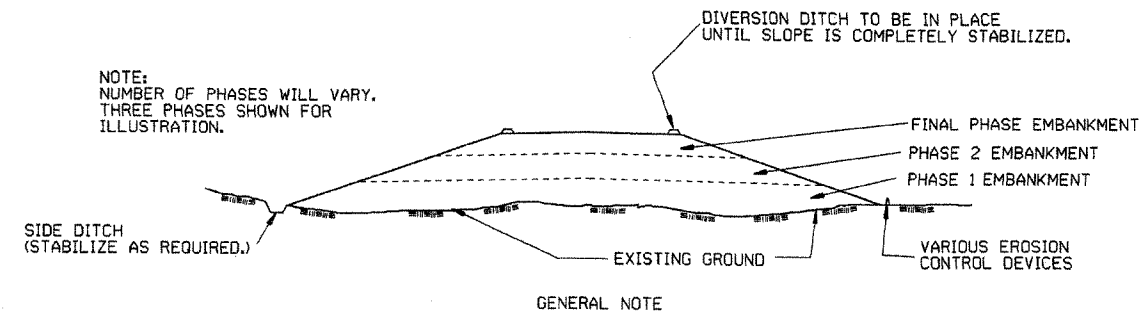 DIVERSION DITCH TO BE IN PLACE
UNTIL SLOPE IS COMPLETELY STABILIZED.
NOTE:
NUMBER OF PHASES WILL VARY.
THREE PHASES SHOWN FOR
ILLUSTRATION.
FINAL PHASE EMBANKMENT
PHASE 2 EMBANKMENT
PHASE 1 EMBANKMENT
SIDE DITCH
(STABILIZE AS REQUIRED.)
EXISTING GROUND
VARIOUS EROSION
CONTROL DEVICES
GENERAL NOTE